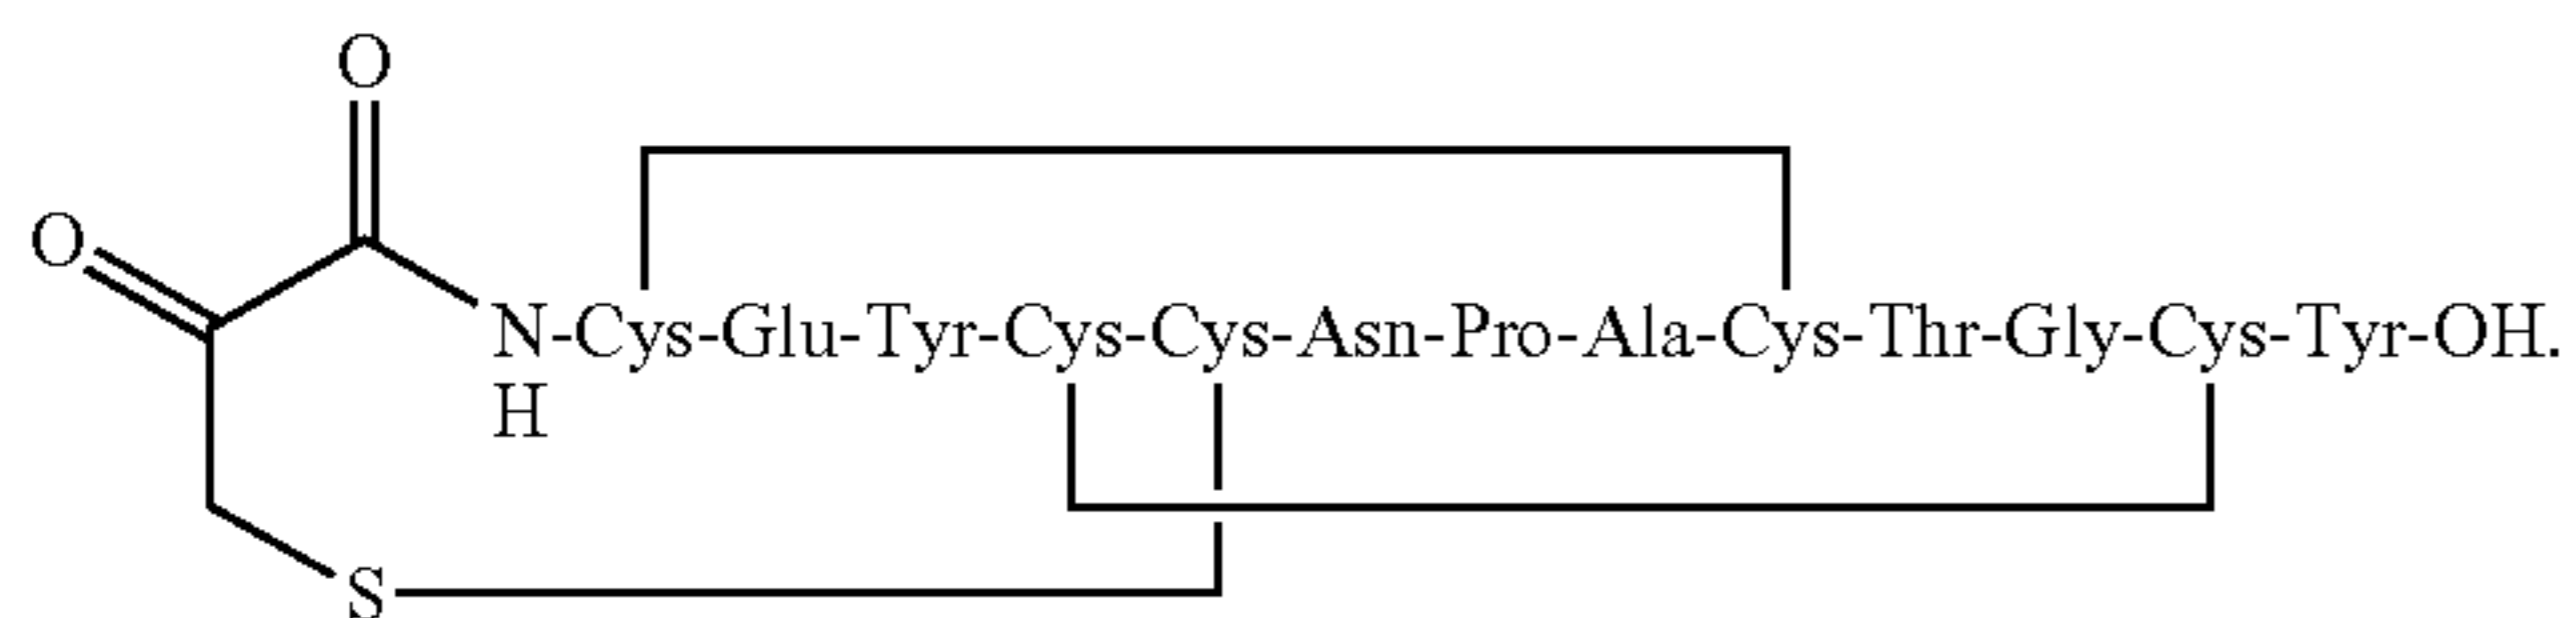 O
O
N-Cys-Glu-Tyr-Cys-Cys-Asn-Pro-Ala-Cys-Thr-Gly-Cys-Tyr-OH.
H
S